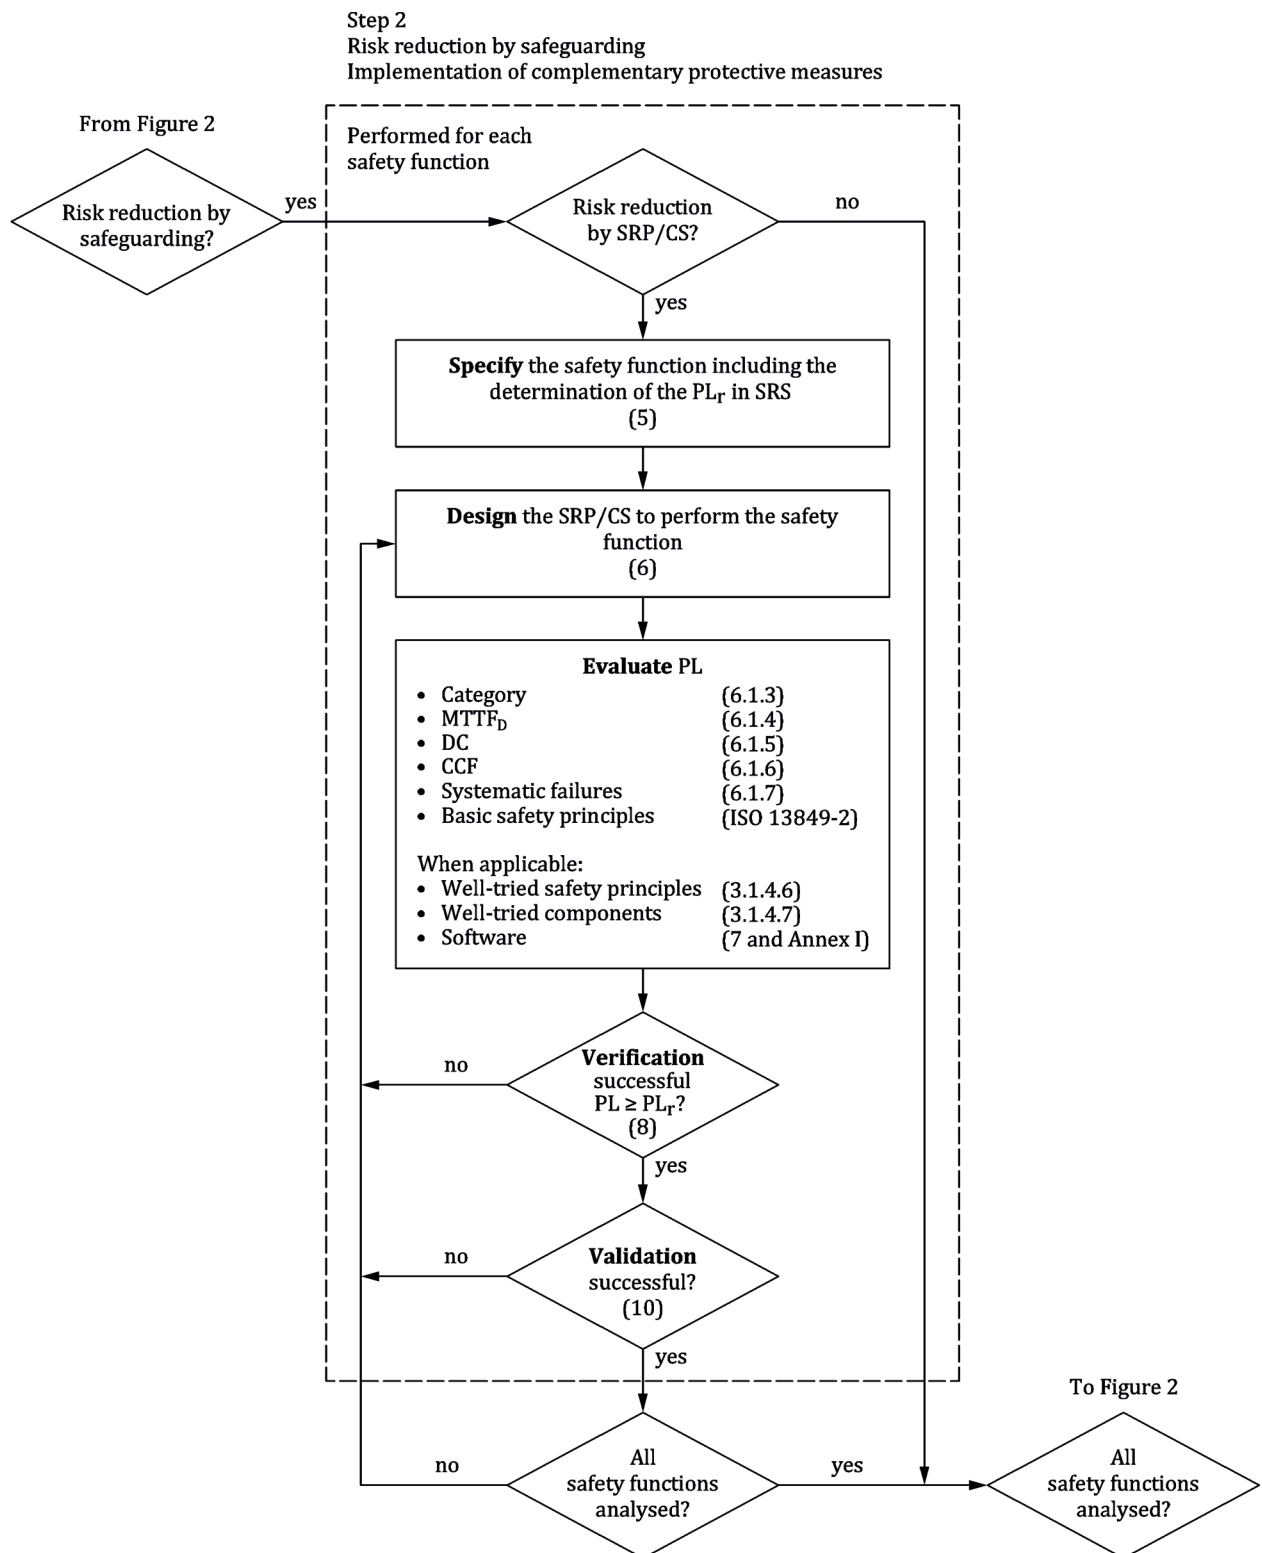 Step 2
Risk reduction by safeguarding
Implementation of complementary protective measures
From Figure 2
Performed for each
safety function
Risk reduction by
safeguarding?
yes
Risk reduction
by SRP/CS?
no
yes
Specify the safety function including the
determination of the PLr in SRS
(5)
Design the SRP/CS to perform the safety
function
(6)
Evaluate PL
• Category (6.1.3)
• MTTFD (6.1.4)
• DC (6.1.5)
• CCF (6.1.6)
• Systematic failures (6.1.7)
• Basic safety principles (ISO 13849-2)
When applicable:
• Well-tried safety principles (3.1.4.6)
• Well-tried components (3.1.4.7)
• Software (7 and Annex I)
Verification
successful
PL ≥ PLr?
(8)
no
yes
Validation
successful?
(10)
no
yes
To Figure 2
All
safety functions
analysed?
no
yes
All
safety functions
analysed?